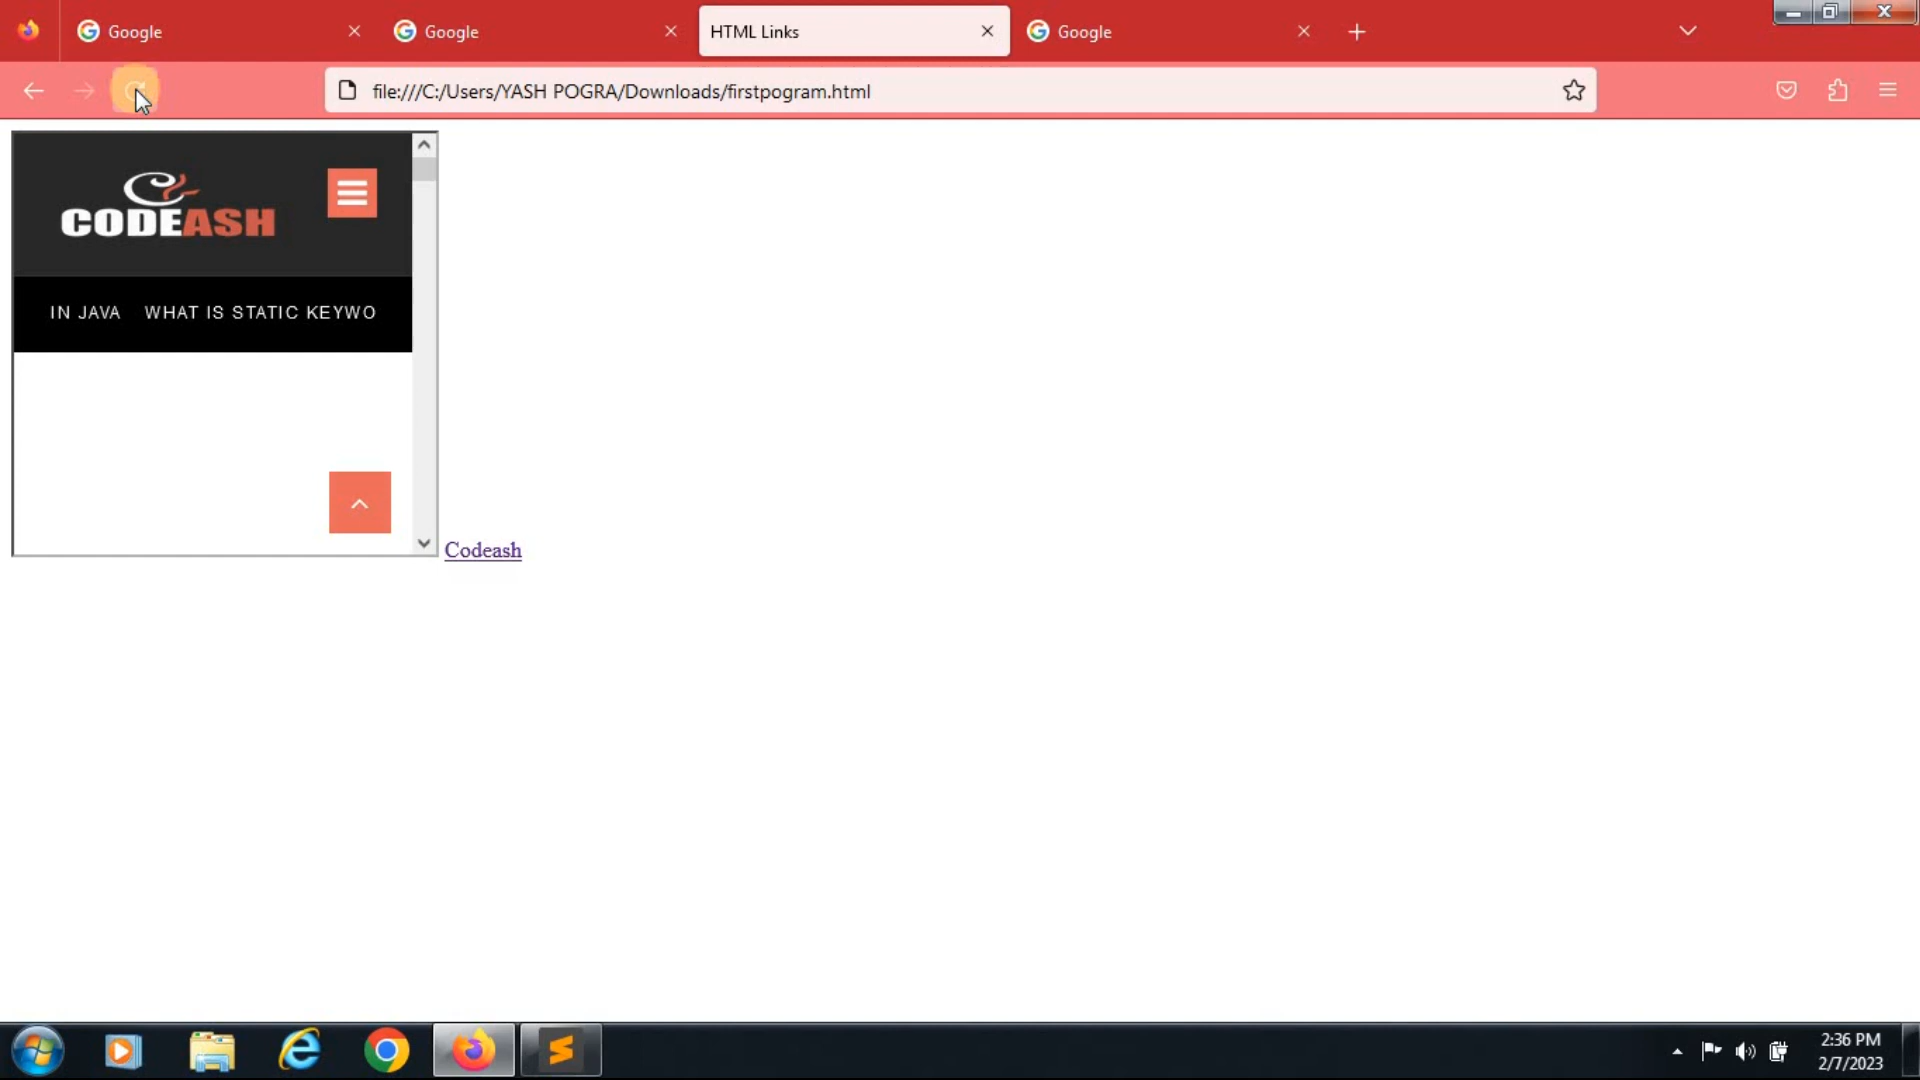 Google
Google
HTML Links
Google
file:///C:/Users/YASH POGRA/Downloads/firstpogram.html
CODEASH
IN JAVA WHAT IS STATIC KEYWO
Codeash
2:36 PM
2/7/2023